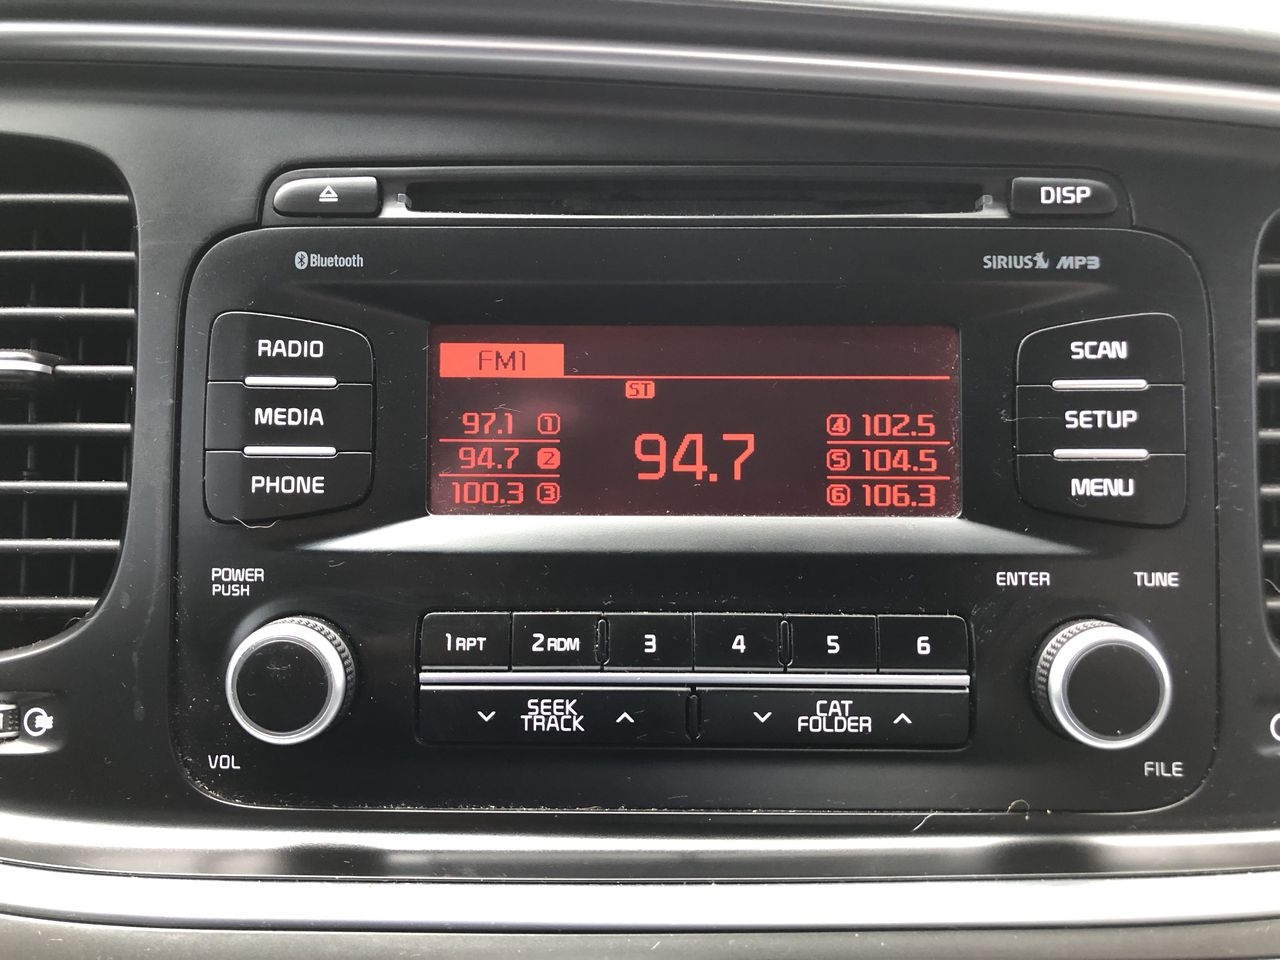 DISP
Bluetooth
SIRIUS MP3
RADIO
MEDIA
PHONE
FM1
ST
97.1 1
94.7 2
100.3 3
94.7
4 102.5
5 104.5
6 106.3
SCAN
SETUP
MENU
POWER
PUSH
VOL
1 RPT 2 RDM 3 4 5 6
SEEK
TRACK
CAT
FOLDER
ENTER
TUNE
FILE